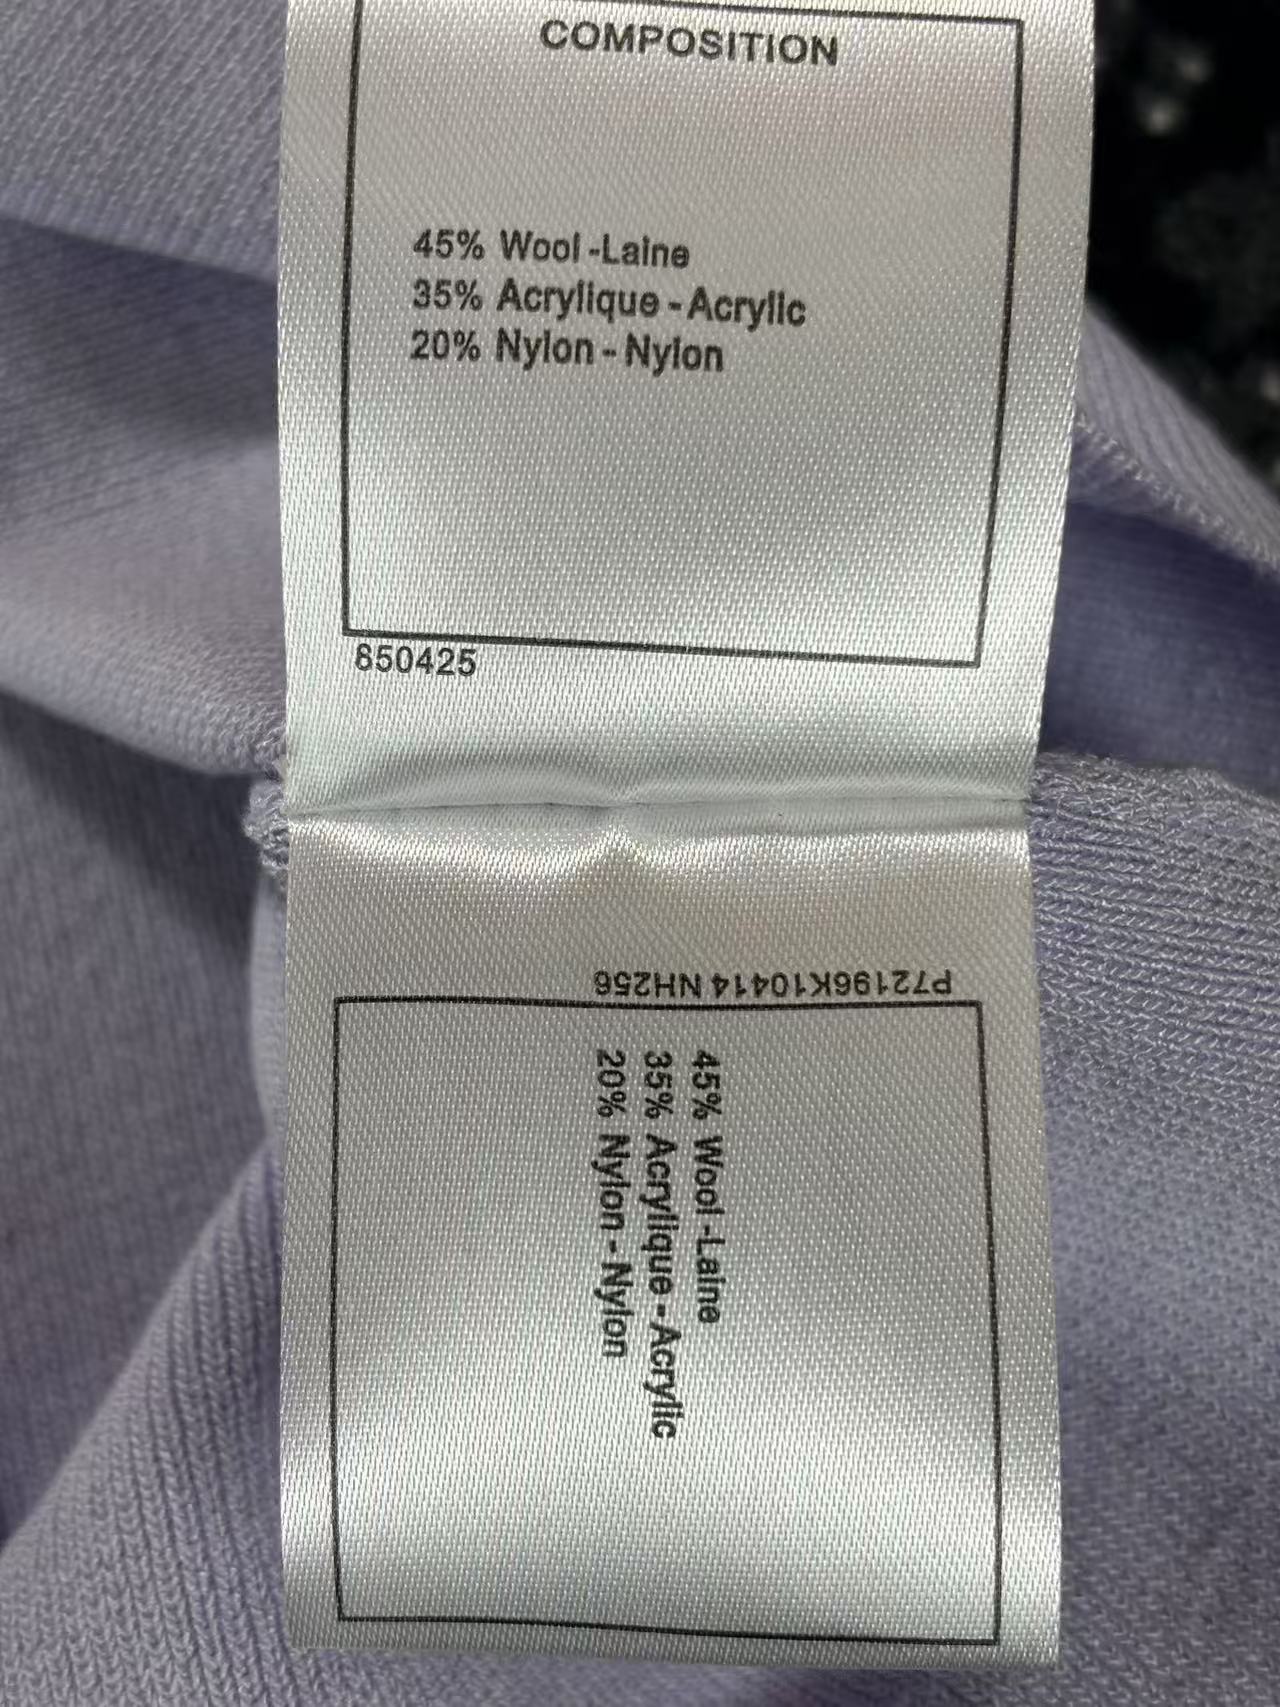 COMPOSITION
45% Wool -Laine
35% Acrylique - Acrylic
20% Nylon - Nylon
850425
P72196K10414 NH256
45% Wool -Laine
35% Acrylique - Acrylic
20% Nylon - Nylon